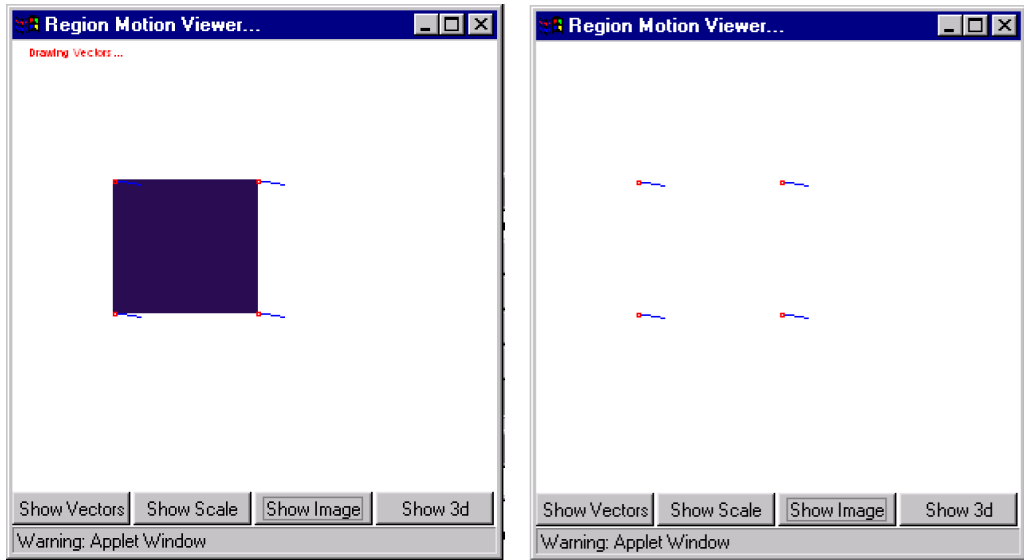 Region Motion Viewer...
Drawing Vectors...
Show Vectors Show Scale Show Image Show 3d
Warning: Applet Window
Region Motion Viewer...
Show Vectors Show Scale Show Image Show 3d
Warning: Applet Window